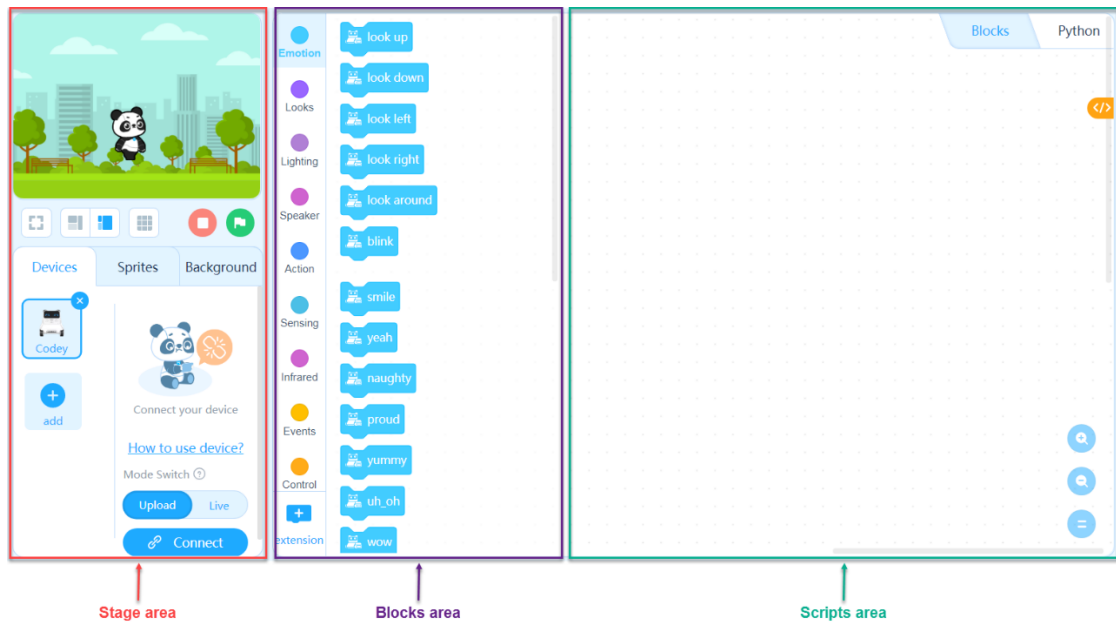 Devices
Sprites
Background
Codey
add
Connect your device
How to use device?
Mode Switch ?
Upload
Live
Connect
Emotion
Looks
Lighting
Speaker
Action
Sensing
Infrared
Events
Control
extension
look up
look down
look left
look right
look around
blink
smile
yeah
naughty
proud
yummy
uh_oh
wow
Blocks
Python
</>
Stage area
Blocks area
Scripts area